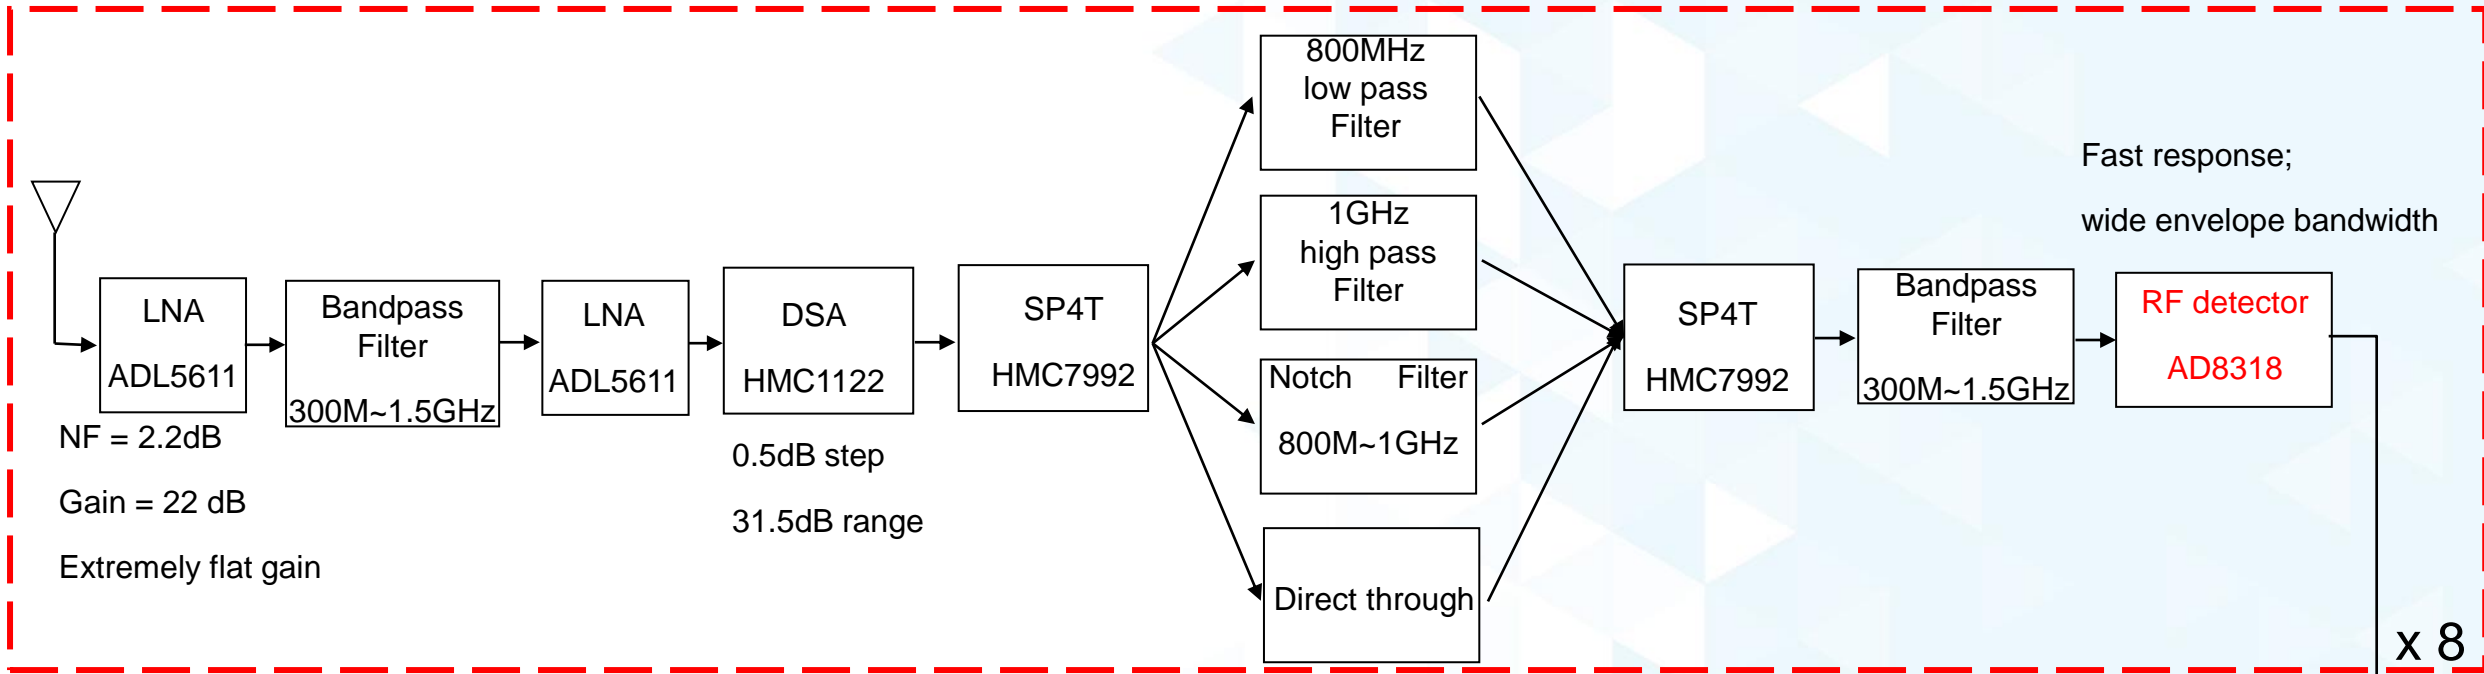 LNA
ADL5611
NF = 2.2dB
Gain = 22 dB
Extremely flat gain
Bandpass
Filter
300M~1.5GHz
LNA
ADL5611
DSA
HMC1122
0.5dB step
31.5dB range
SP4T
HMC7992
800MHz
low pass
Filter
1GHz
high pass
Filter
Notch Filter
800M~1GHz
Direct through
SP4T
HMC7992
Bandpass
Filter
300M~1.5GHz
Fast response;
wide envelope bandwidth
RF detector
AD8318
x 8